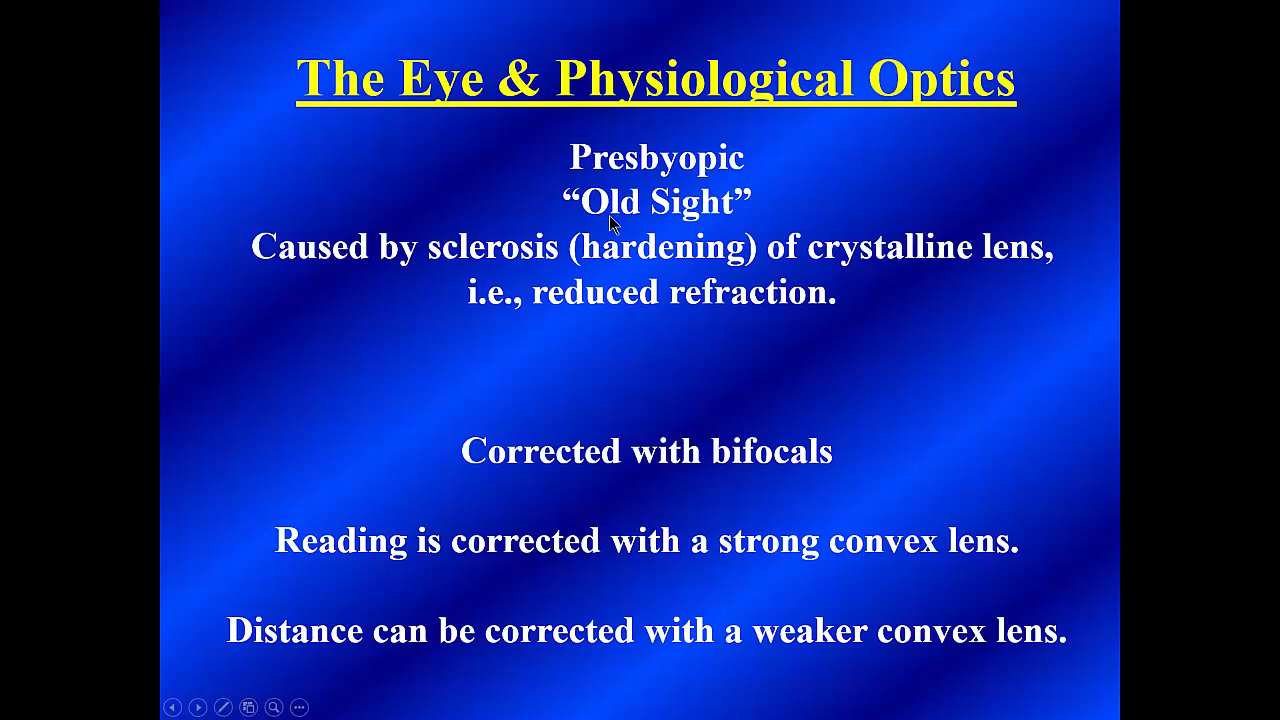 The Eye & Physiological Optics
Presbyopic
“Old Sight”
Caused by sclerosis (hardening) of crystalline lens,
i.e., reduced refraction.
Corrected with bifocals
Reading is corrected with a strong convex lens.
Distance can be corrected with a weaker convex lens.